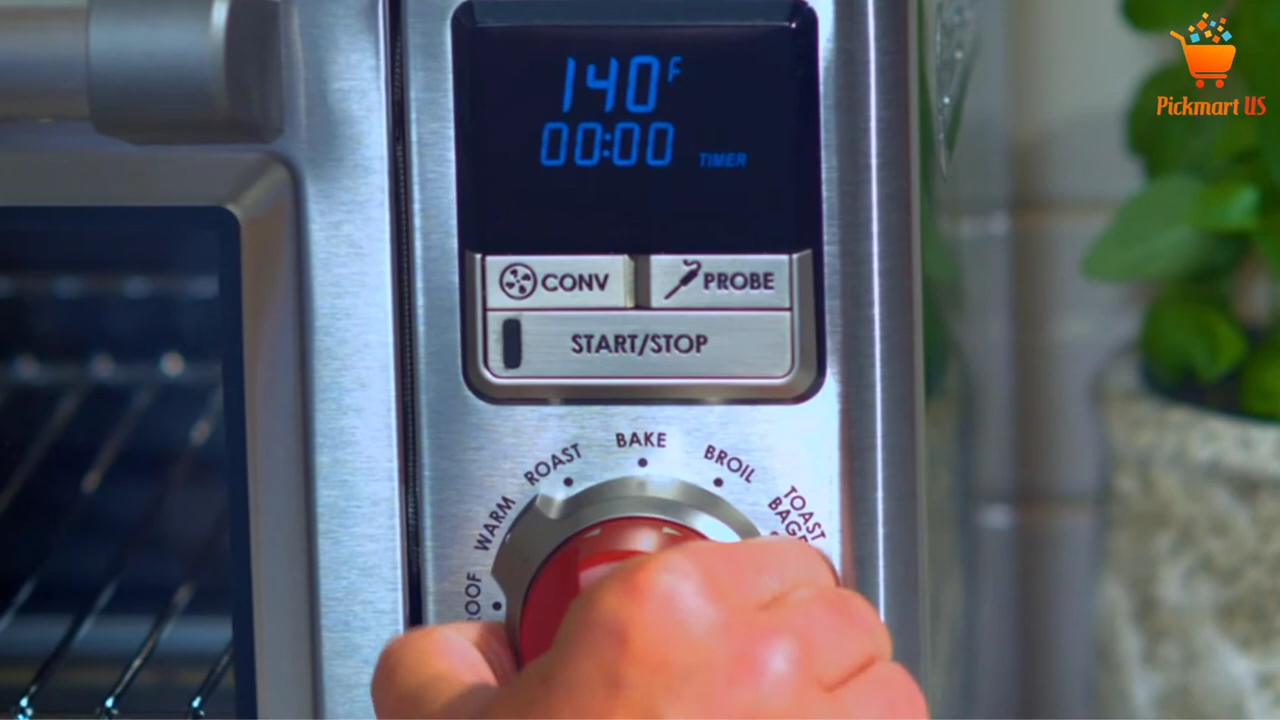 140F
00:00 TIMER
CONV PROBE
START/STOP
BAKE
ROAST
BROIL
WARM
TOAST
Pickmart US